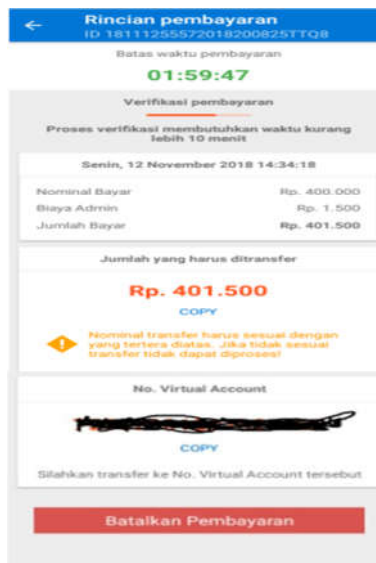 Rincian pembayaran
ID 18111255572018200825TTQ8
Batas waktu pembayaran
01:59:47
Verifikasi pembayaran
Proses verifikasi membutuhkan waktu kurang
lebih 10 menit
Senin, 12 November 2018 14:34:18
Nominal Bayar Rp. 400.000
Biaya Admin Rp. 1.500
Jumlah Bayar Rp. 401.500
Jumlah yang harus ditransfer
Rp. 401.500
COPY
Nominal transfer harus sesuai dengan
yang tertera diatas. Jika tidak sesuai
transfer tidak dapat diproses!
No. Virtual Account
COPY
Silahkan transfer ke No. Virtual Account tersebut
Batalkan Pembayaran